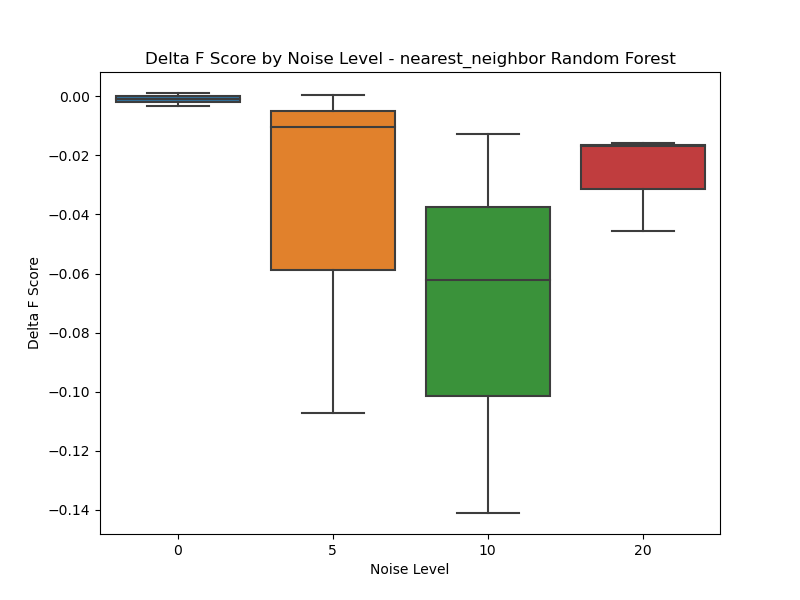 Delta F Score by Noise Level - nearest_neighbor Random Forest
0.00
−0.02
−0.04
−0.06
−0.08
−0.10
−0.12
−0.14
Delta F Score
0 5 10 20
Noise Level